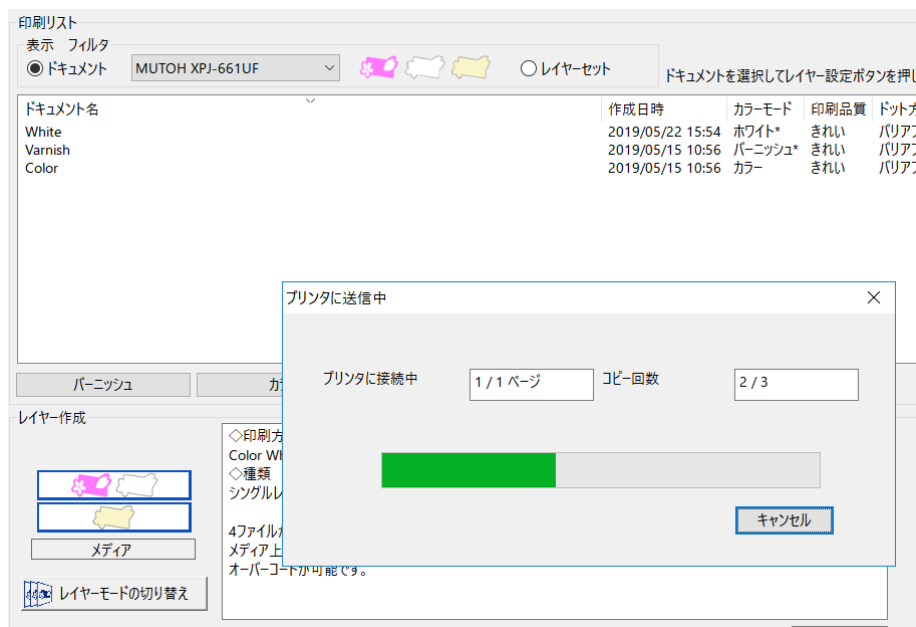 印刷リスト
表示 フィルタ
ドキュメント MUTOH XPJ-661UF レイヤーセット
ドキュメントを選択してレイヤー設定ボタンを押し
ドキュメント名 作成日時 カラーモード 印刷品質 ドット
White 2019/05/22 15:54 ホワイト* きれい バリア
Varnish 2019/05/15 10:56 バーニッシュ* きれい バリア
Color 2019/05/15 10:56 カラー きれい バリア
プリンタに送信中
プリンタに接続中 1 / 1 ページ コピー回数 2 / 3
キャンセル
バーニッシュ
レイヤー作成
◇印刷方
Color
◇種類
シングル
4ファイル
メディア上
オーバーコートが可能です。
メディア
レイヤーモードの切り替え